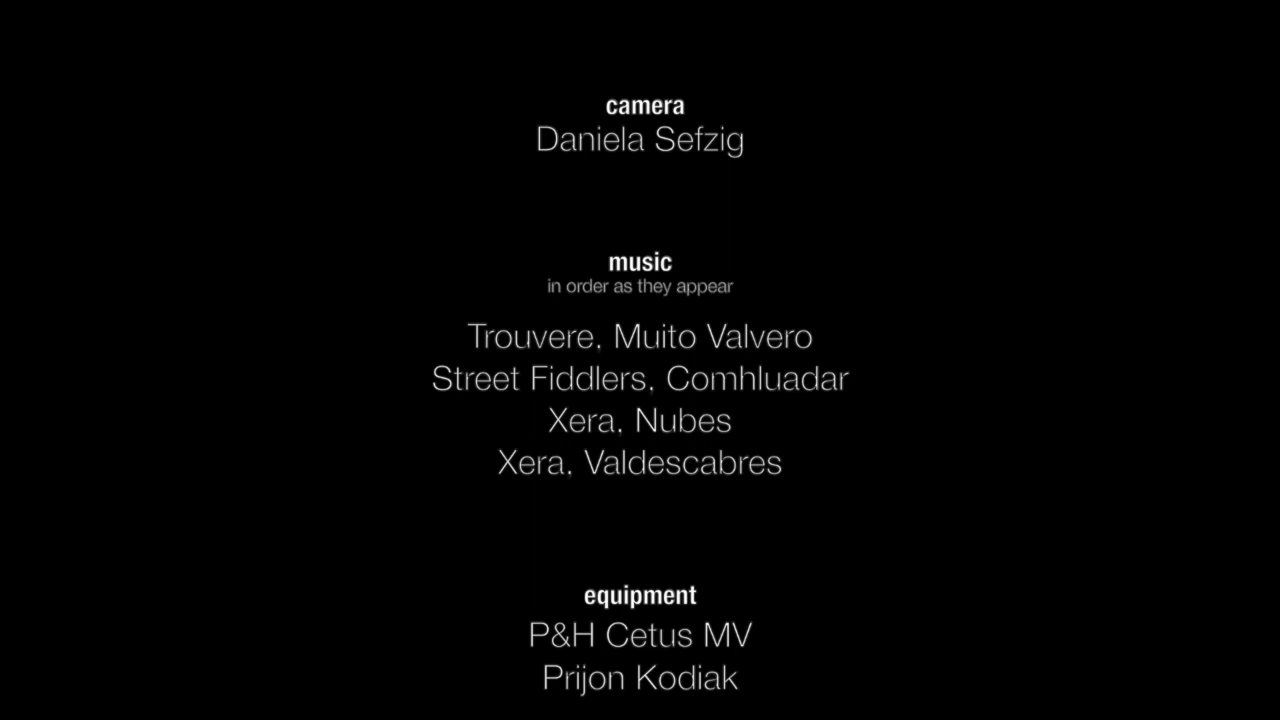 camera
Daniela Sefzig
music
in order as they appear
Trouvere, Muito Valvero
Street Fiddlers, Comhluadar
Xera, Nubes
Xera, Valdescabres
equipment
P&H Cetus MV
Prijon Kodiak